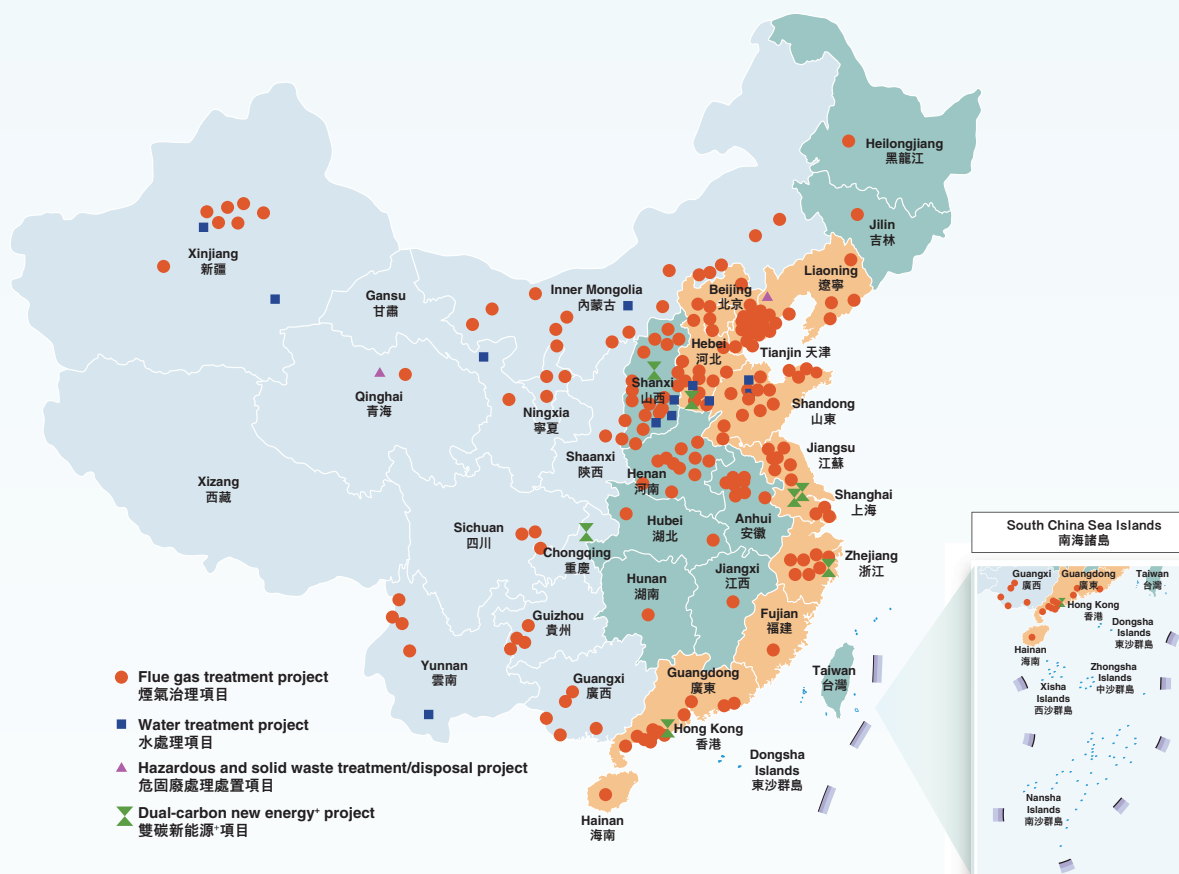 Heilongjiang
黑龍江
Jilin
吉林
Liaoning
遼寧
Xinjiang
新疆
Gansu
甘肅
Inner Mongolia
內蒙古
Beijing
北京
Hebei
河北
Tianjin 天津
Qinghai
青海
Ningxia
寧夏
Shanxi
山西
Shandong
山東
Shaanxi
陝西
Henan
河南
Jiangsu
江蘇
Xizang
西藏
Shanghai
上海
Anhui
安徽
Hubei
湖北
Sichuan
四川
Chongqing
重慶
Zhejiang
浙江
Hunan
湖南
Jiangxi
江西
Guizhou
貴州
Fujian
福建
Yunnan
雲南
Guangxi
廣西
Guangdong
廣東
Taiwan
台灣
Hong Kong
香港
Dongsha
Islands
東沙群島
Hainan
海南
Flue gas treatment project
煙氣治理項目
Water treatment project
水處理項目
Hazardous and solid waste treatment/disposal project
危固廢處理處置項目
Dual-carbon new energy⁺ project
雙碳新能源⁺項目
South China Sea Islands
南海諸島
Guangxi
廣西
Guangdong
廣東
Taiwan
台灣
Hong Kong
香港
Dongsha
Islands
東沙群島
Hainan
海南
Zhongsha
Islands
中沙群島
Xisha
Islands
西沙群島
Nansha
Islands
南沙群島